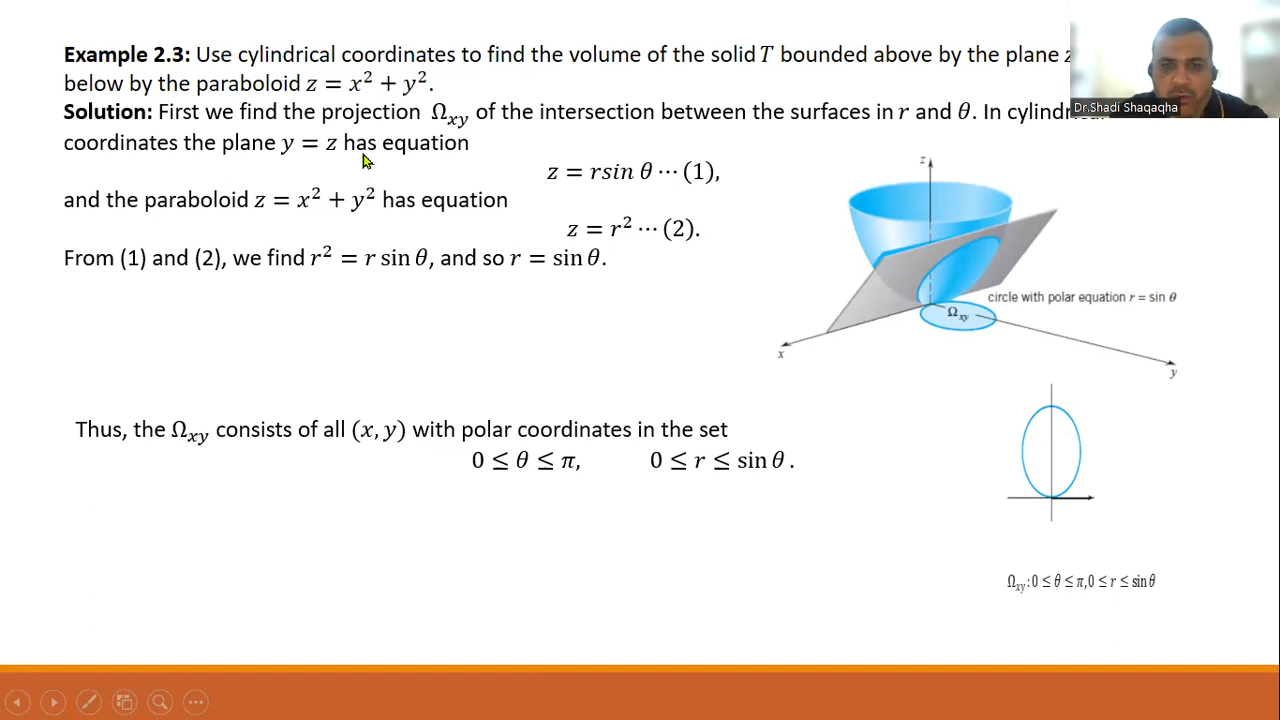 Example 2.3: Use cylindrical coordinates to find the volume of the solid T bounded above by the plane z
below by the paraboloid z = x² + y².
Solution: First we find the projection Ωxy of the intersection between the surfaces in r and θ. In
coordinates the plane y = z has equation
z = rsin θ ⋯ (1),
and the paraboloid z = x² + y² has equation
z = r² ⋯ (2).
From (1) and (2), we find r² = r sin θ, and so r = sin θ.
Thus, the Ωxy consists of all (x, y) with polar coordinates in the set
0 ≤ θ ≤ π, 0 ≤ r ≤ sin θ .
Dr.Shadi Shaqaqha
z
circle with polar equation r = sin θ
Ωxy
x
y
Ωxy : 0 ≤ θ ≤ π,0 ≤ r ≤ sin θ